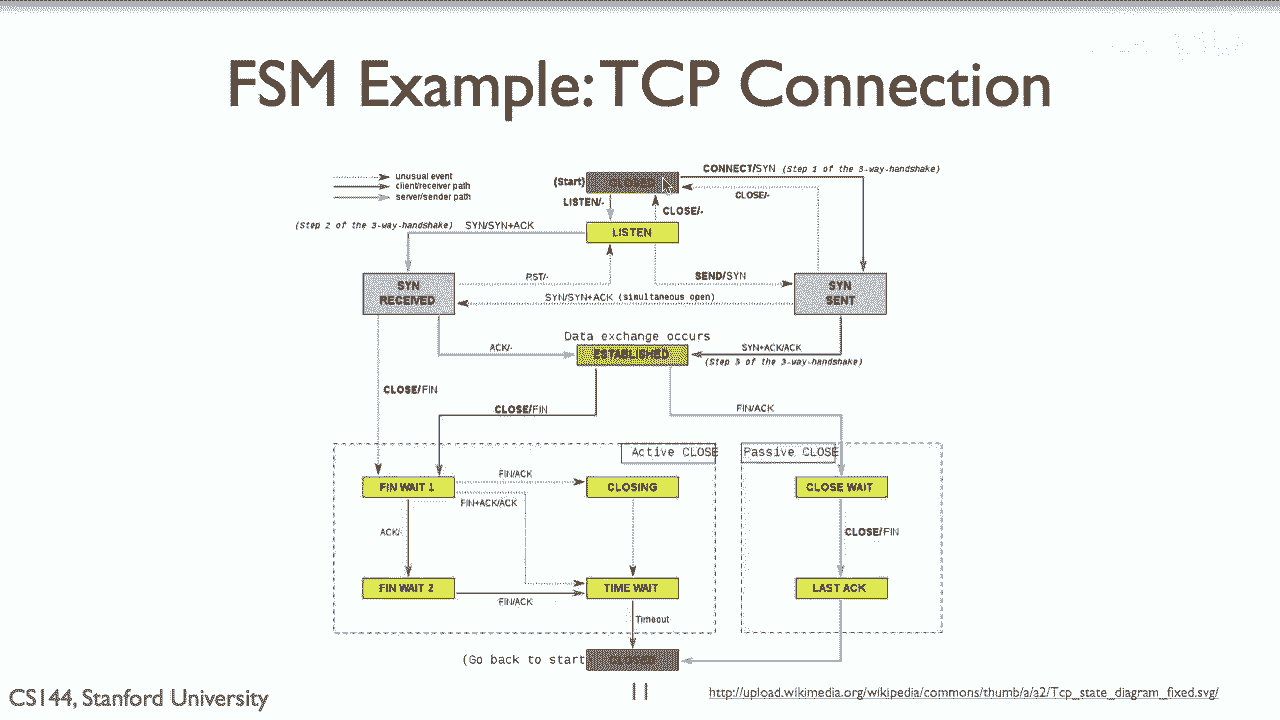 FSM Example: TCP Connection
unusual event
client/receiver path
server/sender path
(Start)
CONNECT/SYN (Step 1 of the 3-way-handshake)
CLOSE/-
LISTEN/-
CLOSE/-
(Step 2 of the 3-way-handshake) SYN/SYN+ACK
LISTEN
RST/-
SEND/SYN
SYN
RECEIVED
SYN
SENT
SYN/SYN+ACK (simultaneous open)
Data exchange occurs
ACK/-
ESTABLISHED
SYN+ACK/ACK
(Step 3 of the 3-way-handshake)
CLOSE/FIN
CLOSE/FIN
FIN/ACK
Active CLOSE
Passive CLOSE
FIN WAIT 1
FIN/ACK
CLOSING
CLOSE WAIT
FIN+ACK/ACK
ACK/-
CLOSE/FIN
FIN WAIT 2
FIN/ACK
TIME WAIT
LAST ACK
Timeout
(Go back to start
CLOSED
CS144, Stanford University
11
http://upload.wikimedia.org/wikipedia/commons/thumb/a/a2/Tcp_state_diagram_fixed.svg/